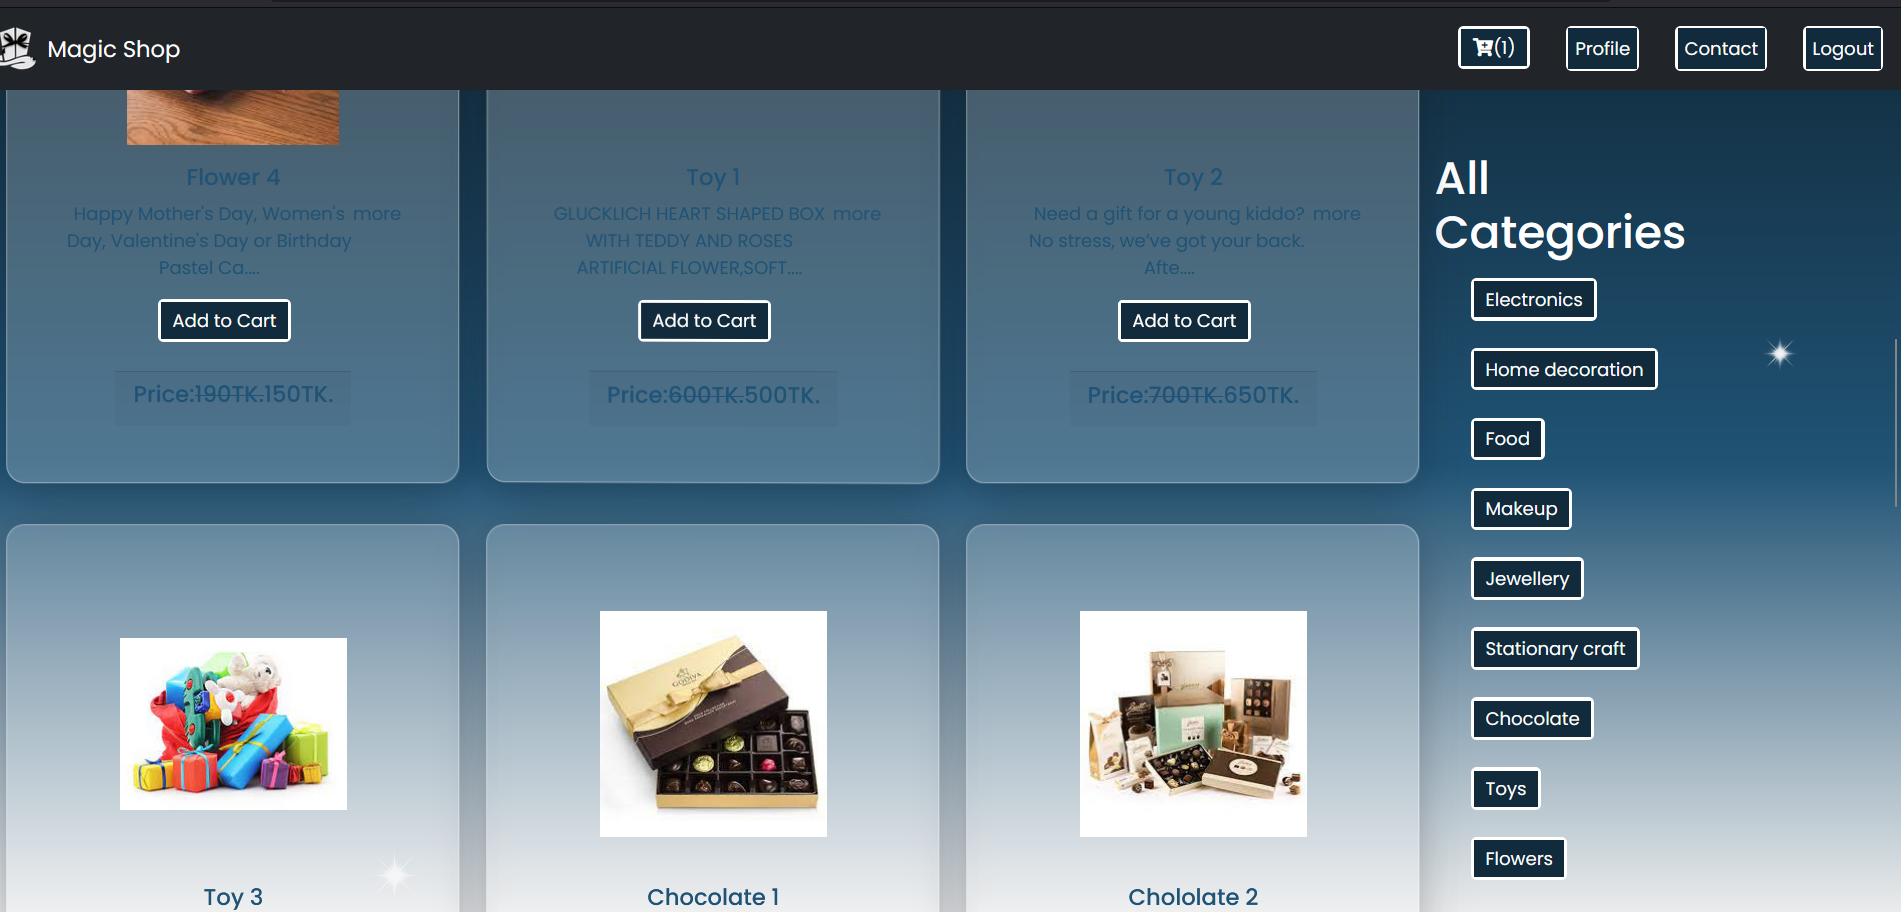 Magic Shop
(1)
Profile
Contact
Logout
Flower 4
Happy Mother's Day, Women's more
Day, Valentine's Day or Birthday
Pastel Ca....
Add to Cart
Price:190TK.150TK.
Toy 1
GLUCKLICH HEART SHAPED BOX more
WITH TEDDY AND ROSES
ARTIFICIAL FLOWER,SOFT....
Add to Cart
Price:600TK.500TK.
Toy 2
Need a gift for a young kiddo? more
No stress, we've got your back.
Afte....
Add to Cart
Price:700TK.650TK.
Toy 3
GODIVA
Chocolate 1
Chololate 2
All
Categories
Electronics
Home decoration
Food
Makeup
Jewellery
Stationary craft
Chocolate
Toys
Flowers